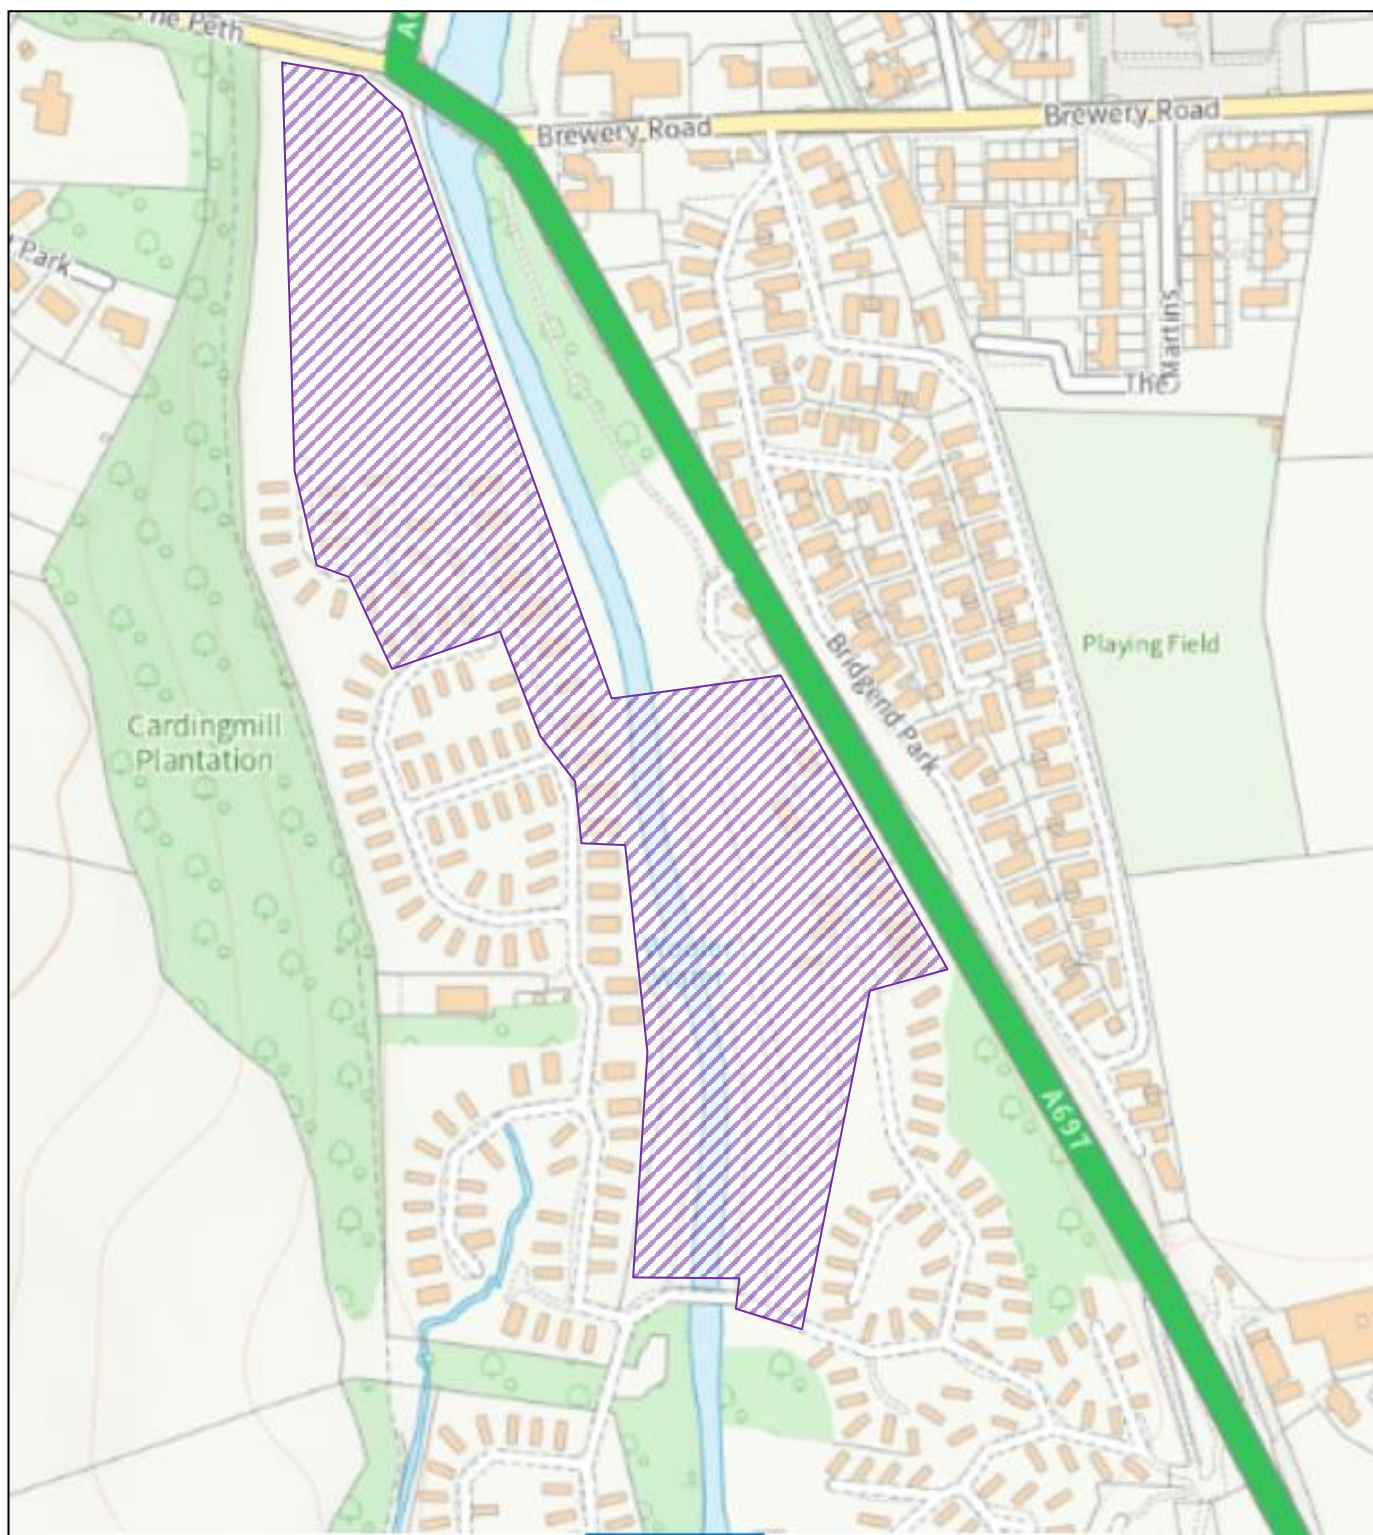 The Peth
Brewery Road
Brewery Road
Park
The Martins
Playing Field
Bridgend Park
Cardingmill
Plantation
A697